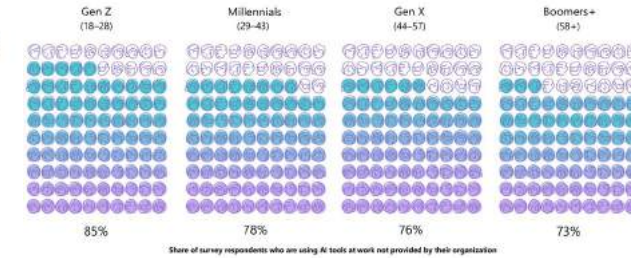 Gen Z
(18–28)
Millennials
(29–43)
Gen X
(44–57)
Boomers+
(58+)
85%
78%
76%
73%
Share of survey respondents who are using AI tools at work not provided by their organization